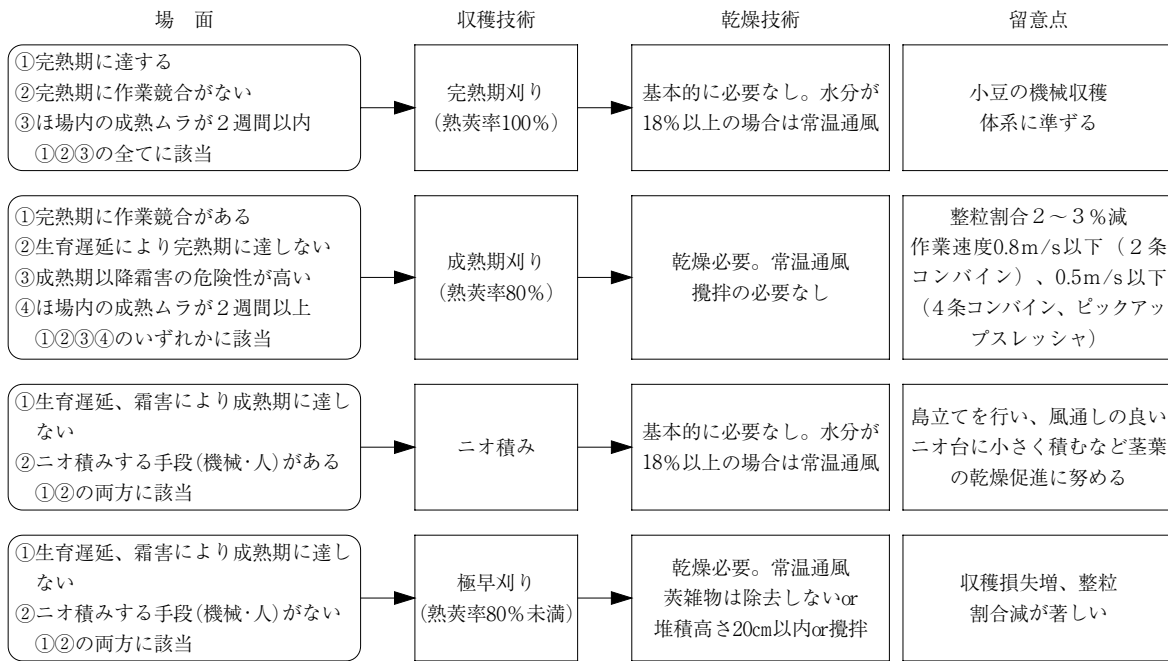 場　面　収穫技術　乾燥技術　留意点
①完熟期に達する
②完熟期に作業競合がない
③ほ場内の成熟ムラが２週間以内
①②③の全てに該当
完熟期刈り
(熟莢率100％)
基本的に必要なし。水分が
18％以上の場合は常温通風
小豆の機械収穫
体系に準ずる
①完熟期に作業競合がある
②生育遅延により完熟期に達しない
③成熟期以降霜害の危険性が高い
④ほ場内の成熟ムラが２週間以上
①②③④のいずれかに該当
成熟期刈り
(熟莢率80％)
乾燥必要。常温通風
攪拌の必要なし
整粒割合２～３％減
作業速度0.8m/s以下（２条
コンバイン）、0.5m/s以下
（４条コンバイン、ピックアッ
プスレッシャ）
①生育遅延、霜害により成熟期に達し
ない
②ニオ積みする手段(機械･人)がある
①②の両方に該当
ニオ積み
基本的に必要なし。水分が
18％以上の場合は常温通風
島立てを行い、風通しの良い
ニオ台に小さく積むなど茎葉
の乾燥促進に努める
①生育遅延、霜害により成熟期に達し
ない
②ニオ積みする手段(機械･人)がない
①②の両方に該当
極早刈り
(熟莢率80％未満)
乾燥必要。常温通風
莢雑物は除去しないor
堆積高さ20cm以内or攪拌
収穫損失増、整粒
割合減が著しい